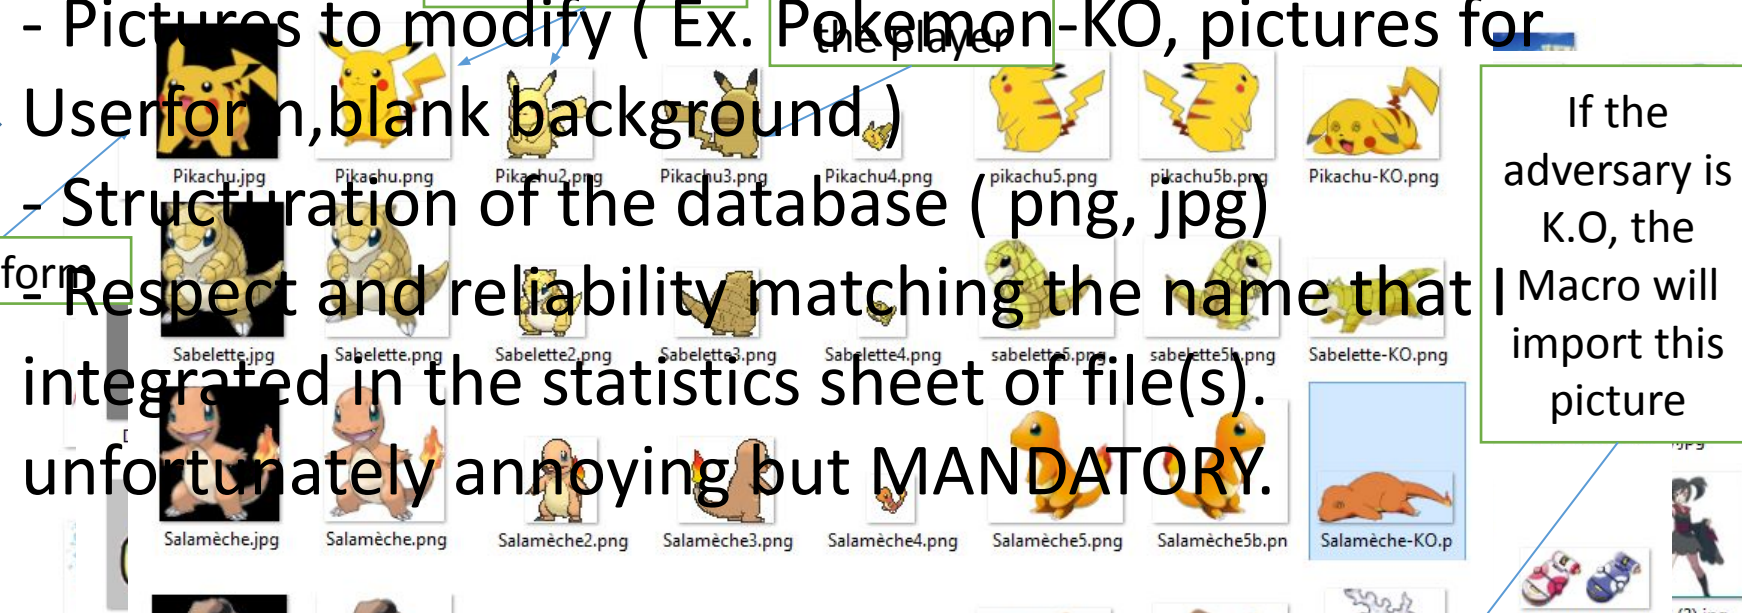 - Pictures to modify ( Ex. Pokemon-KO, pictures for
the player
Userform,blank background )
Pikachu.jpg Pikachu.png Pikachu2.png Pikachu3.png Pikachu4.png pikachu5.png pikachu5b.png Pikachu-KO.png
- Structuration of the database ( png, jpg)
form
- Respect and reliability matching the name that I
Sabelette.jpg Sabelette.png Sabelette2.png Sabelette3.png Sabelette4.png sabelette5.png sabelette5b.png Sabelette-KO.png
integrated in the statistics sheet of file(s).
unfortunately annoying but MANDATORY.
Salamèche.jpg Salamèche.png Salamèche2.png Salamèche3.png Salamèche4.png Salamèche5.png Salamèche5b.pn Salamèche-KO.p
If the
adversary is
K.O, the
Macro will
import this
picture